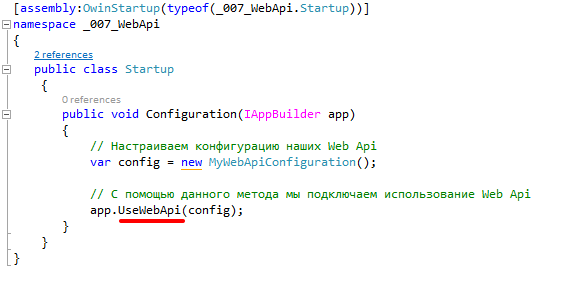 [assembly:OwinStartup(typeof(_007_WebApi.Startup))]
namespace _007_WebApi
{
2 references
public class Startup
{
0 references
public void Configuration(IAppBuilder app)
{
// Настраиваем конфигурацию наших Web Api
var config = new MyWebApiConfiguration();
// С помощью данного метода мы подключаем использование Web Api
app.UseWebApi(config);
}
}
}